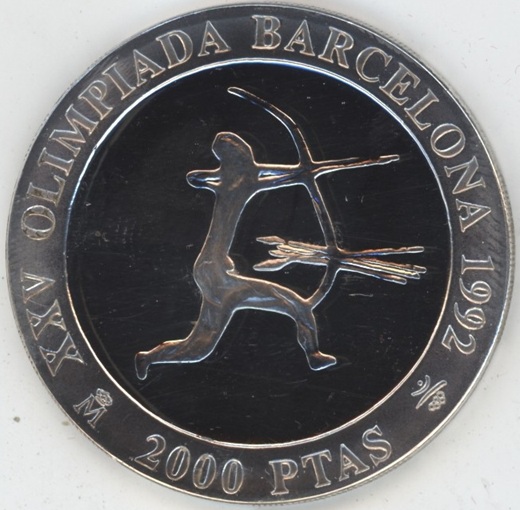 XXV OLIMPIADA BARCELONA 1992
M 2000 PTAS